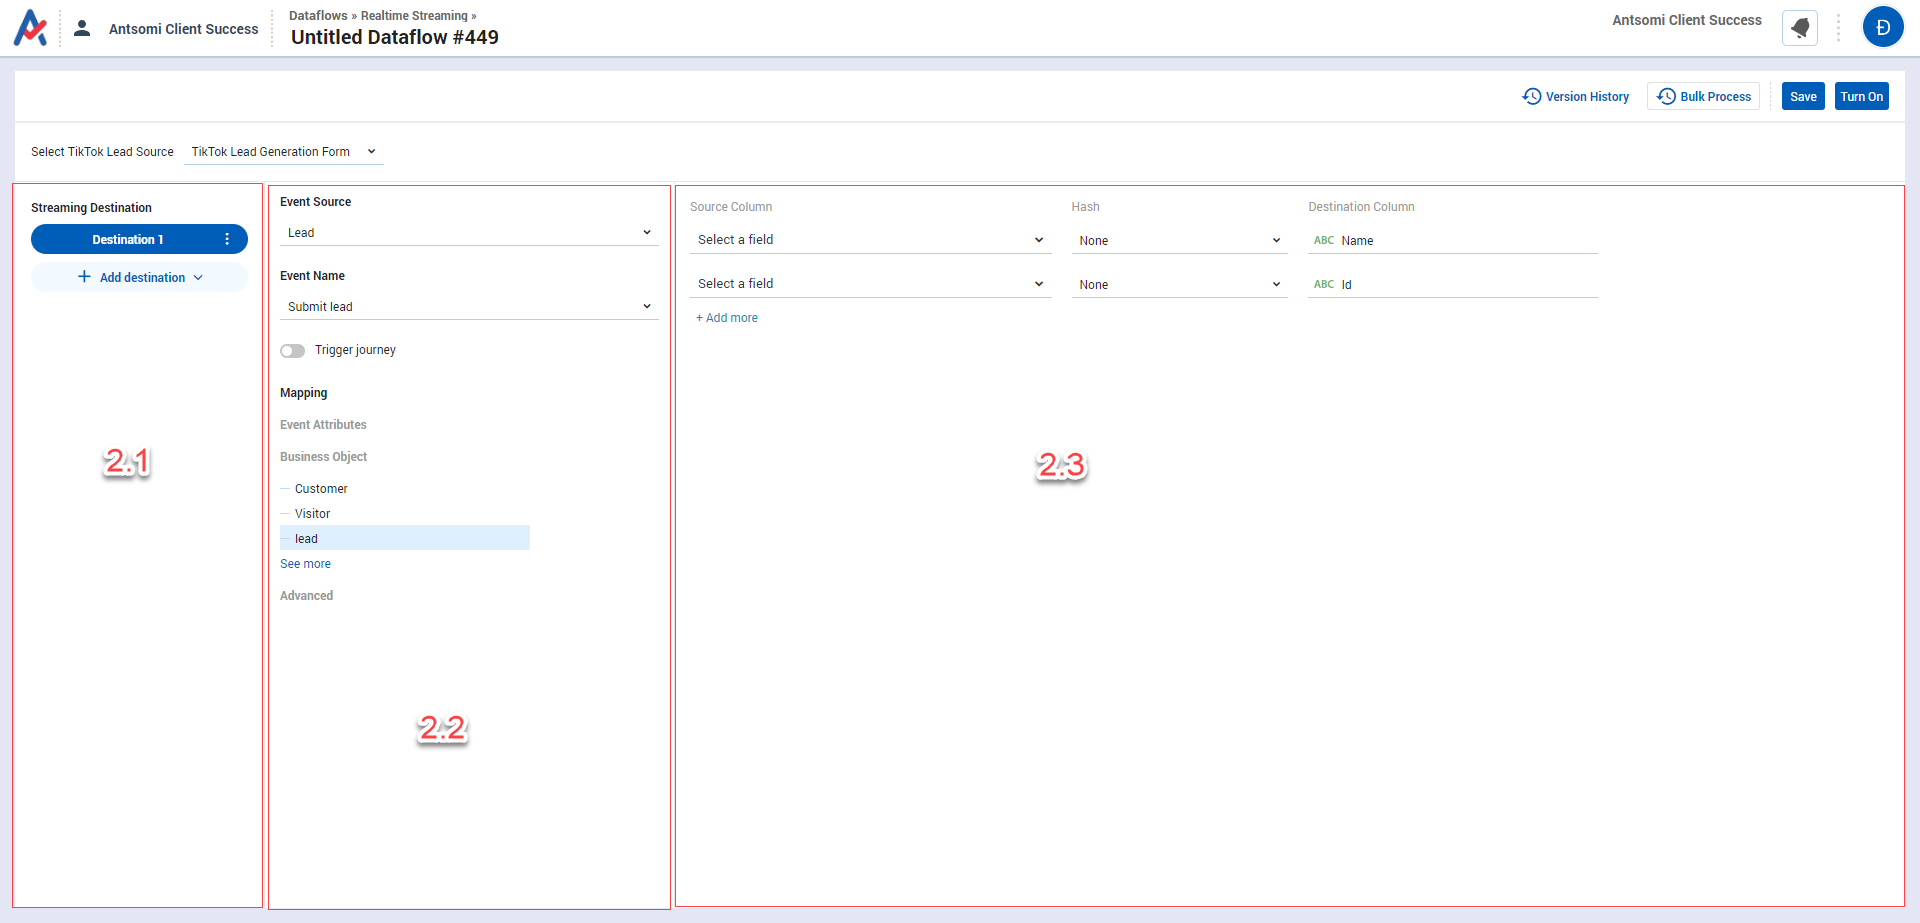 Antsomi Client Success
Dataflows » Realtime Streaming »
Untitled Dataflow #449
Antsomi Client Success
Đ
Version History
Bulk Process
Save
Turn On
Select TikTok Lead Source
TikTok Lead Generation Form
Streaming Destination
Destination 1
+ Add destination
2.1
Event Source
Lead
Event Name
Submit lead
Trigger journey
Mapping
Event Attributes
Business Object
Customer
Visitor
lead
See more
Advanced
2.2
Source Column Hash Destination Column
Select a field None ABC Name
Select a field None ABC Id
+ Add more
2.3